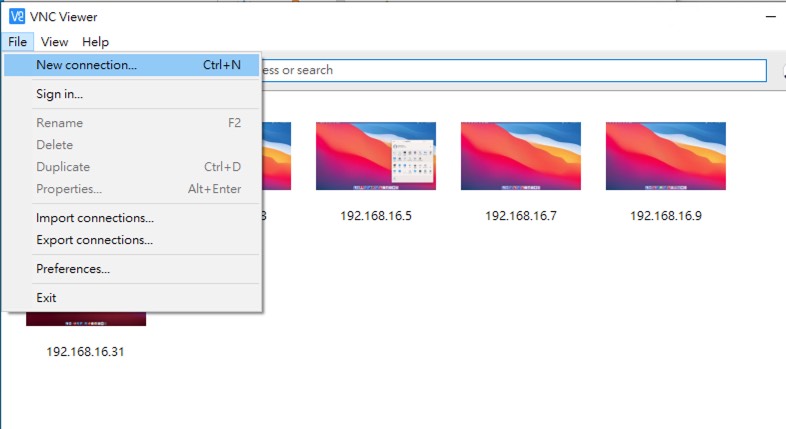 VNC Viewer
File View Help
New connection... Ctrl+N
ess or search
Sign in...
Rename F2
Delete
Duplicate Ctrl+D
Properties... Alt+Enter
Import connections...
Export connections...
Preferences...
Exit
3
192.168.16.5
192.168.16.7
192.168.16.9
192.168.16.31